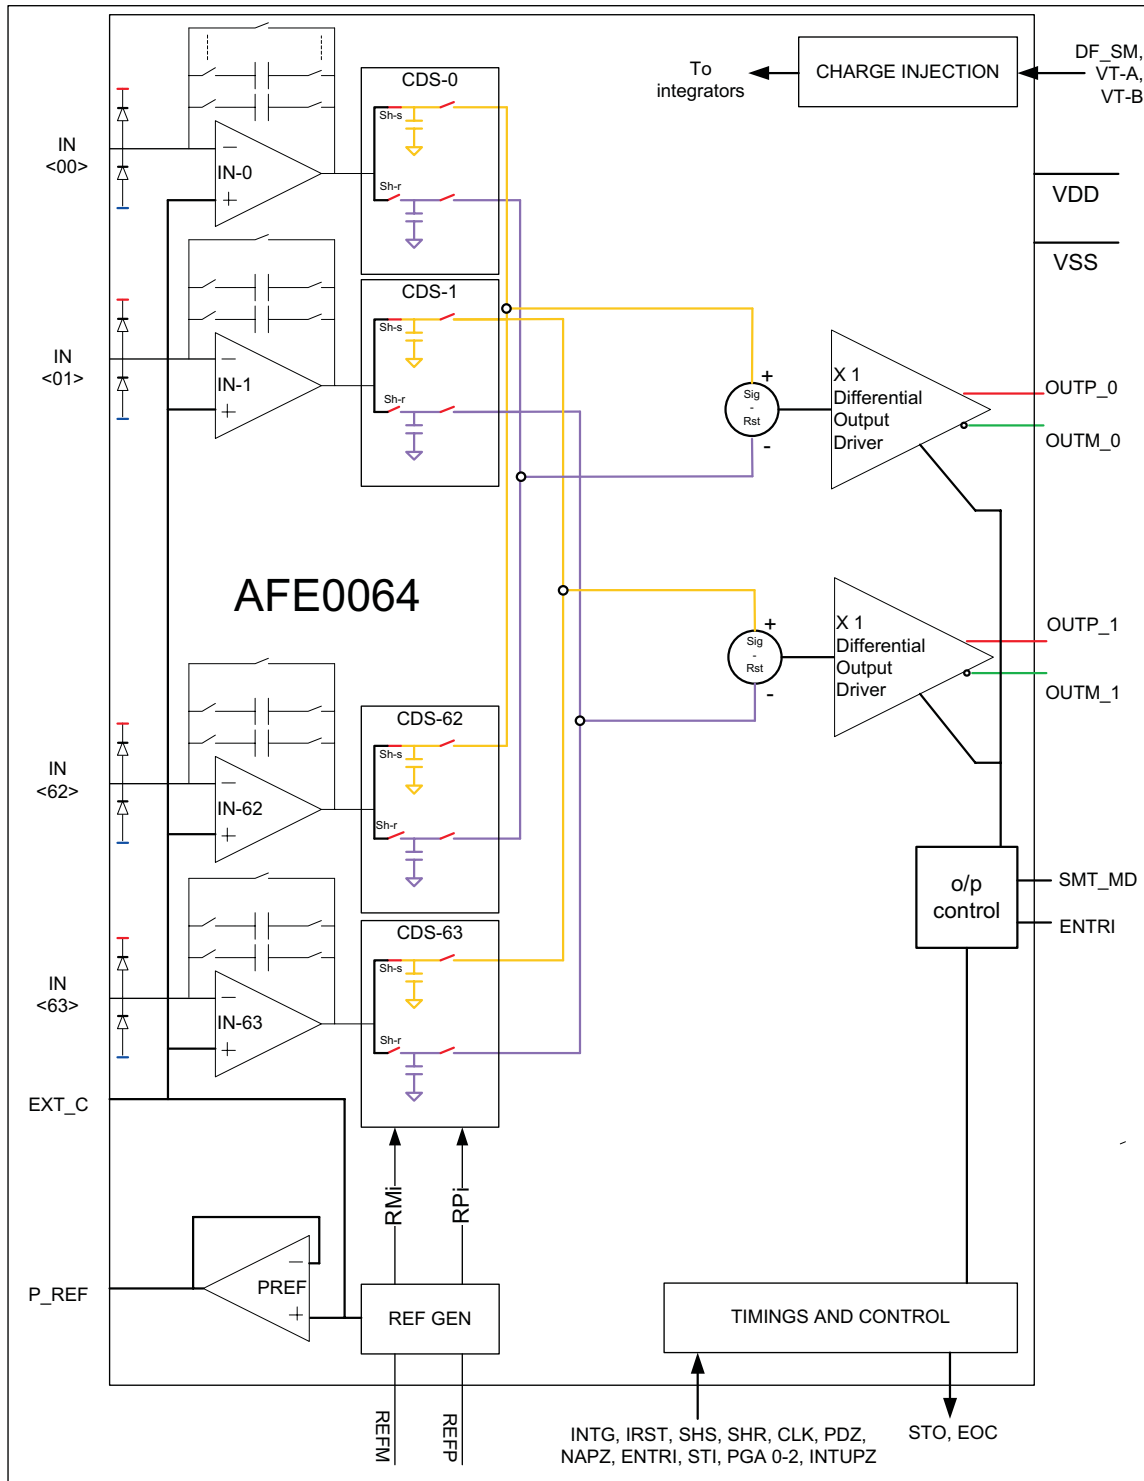 CDS-0
Sh-s
Sh-r
IN
<00>
−
IN-0
+
CHARGE INJECTION
To
integrators
DF_SM,
VT-A,
VT-B
VDD
VSS
CDS-1
Sh-s
Sh-r
IN
<01>
−
IN-1
+
+
Sig
-
Rst
-
X 1
Differential
Output
Driver
OUTP_0
OUTM_0
AFE0064
+
Sig
-
Rst
-
X 1
Differential
Output
Driver
OUTP_1
OUTM_1
CDS-62
Sh-s
Sh-r
IN
<62>
−
IN-62
+
o/p
control
SMT_MD
ENTRI
CDS-63
Sh-s
Sh-r
IN
<63>
−
IN-63
+
EXT_C
RMi
RPi
P_REF
−
PREF
+
REF GEN
TIMINGS AND CONTROL
REFM
REFP
INTG, IRST, SHS, SHR, CLK, PDZ,
NAPZ, ENTRI, STI, PGA 0-2, INTUPZ
STO, EOC